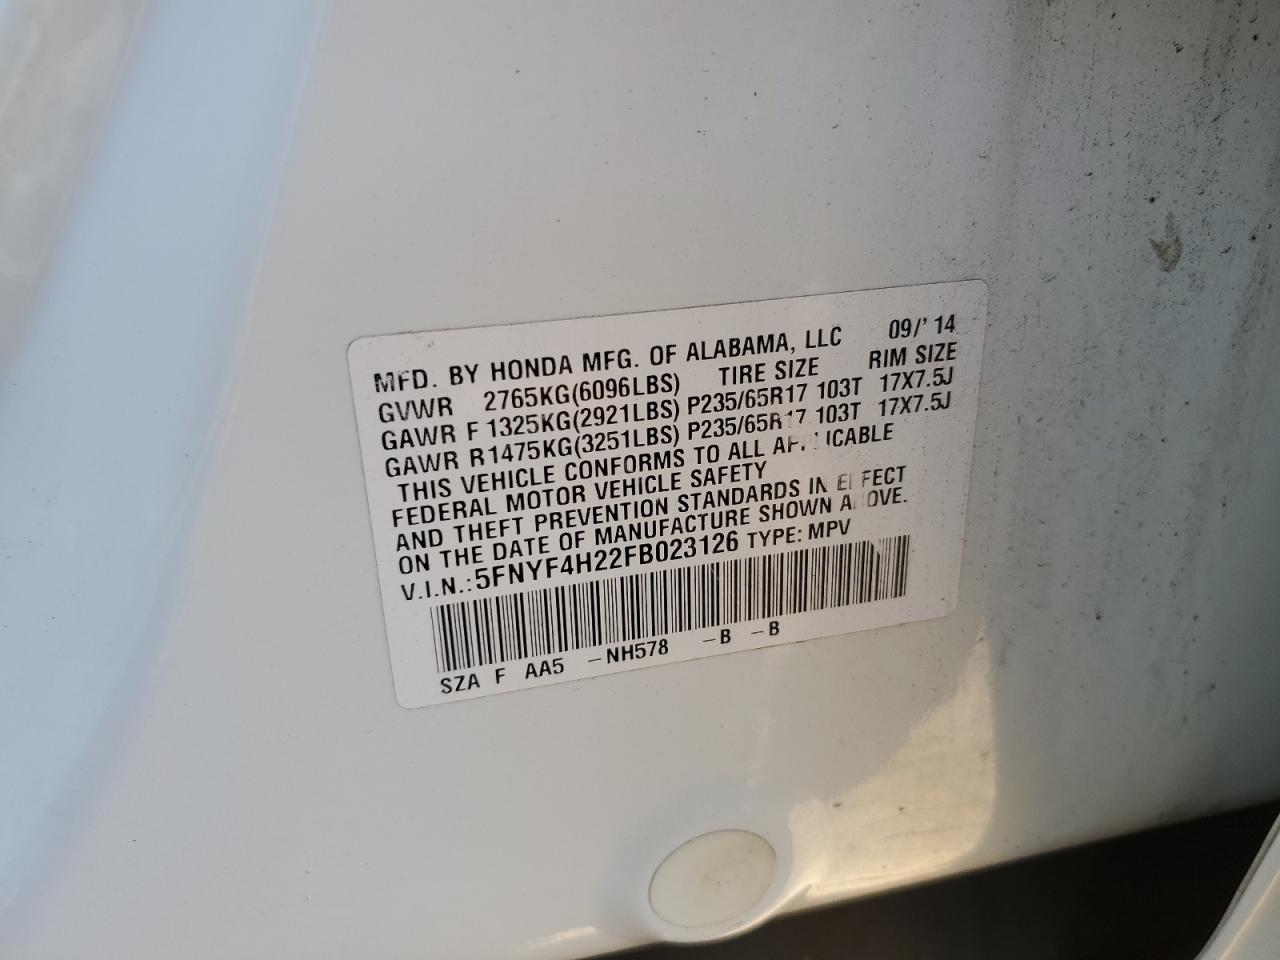 MFD. BY HONDA MFG. OF ALABAMA, LLC 09/'14
GVWR 2765KG(6096LBS) TIRE SIZE RIM SIZE
GAWR F 1325KG(2921LBS) P235/65R17 103T 17X7.5J
GAWR R1475KG(3251LBS) P235/65R17 103T 17X7.5J
THIS VEHICLE CONFORMS TO ALL APPLICABLE
FEDERAL MOTOR VEHICLE SAFETY
AND THEFT PREVENTION STANDARDS IN EFFECT
ON THE DATE OF MANUFACTURE SHOWN ABOVE.
V.I.N.:5FNYF4H22FB023126 TYPE: MPV
SZA F AA5 -NH578 -B -B